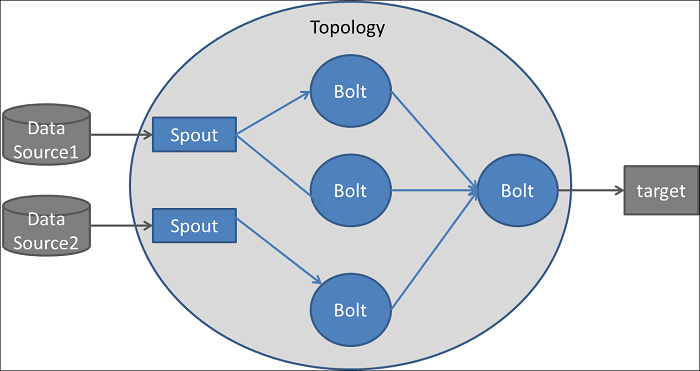 Topology
Bolt
Data
Source1
Spout
Bolt
Bolt
target
Data
Source2
Spout
Bolt